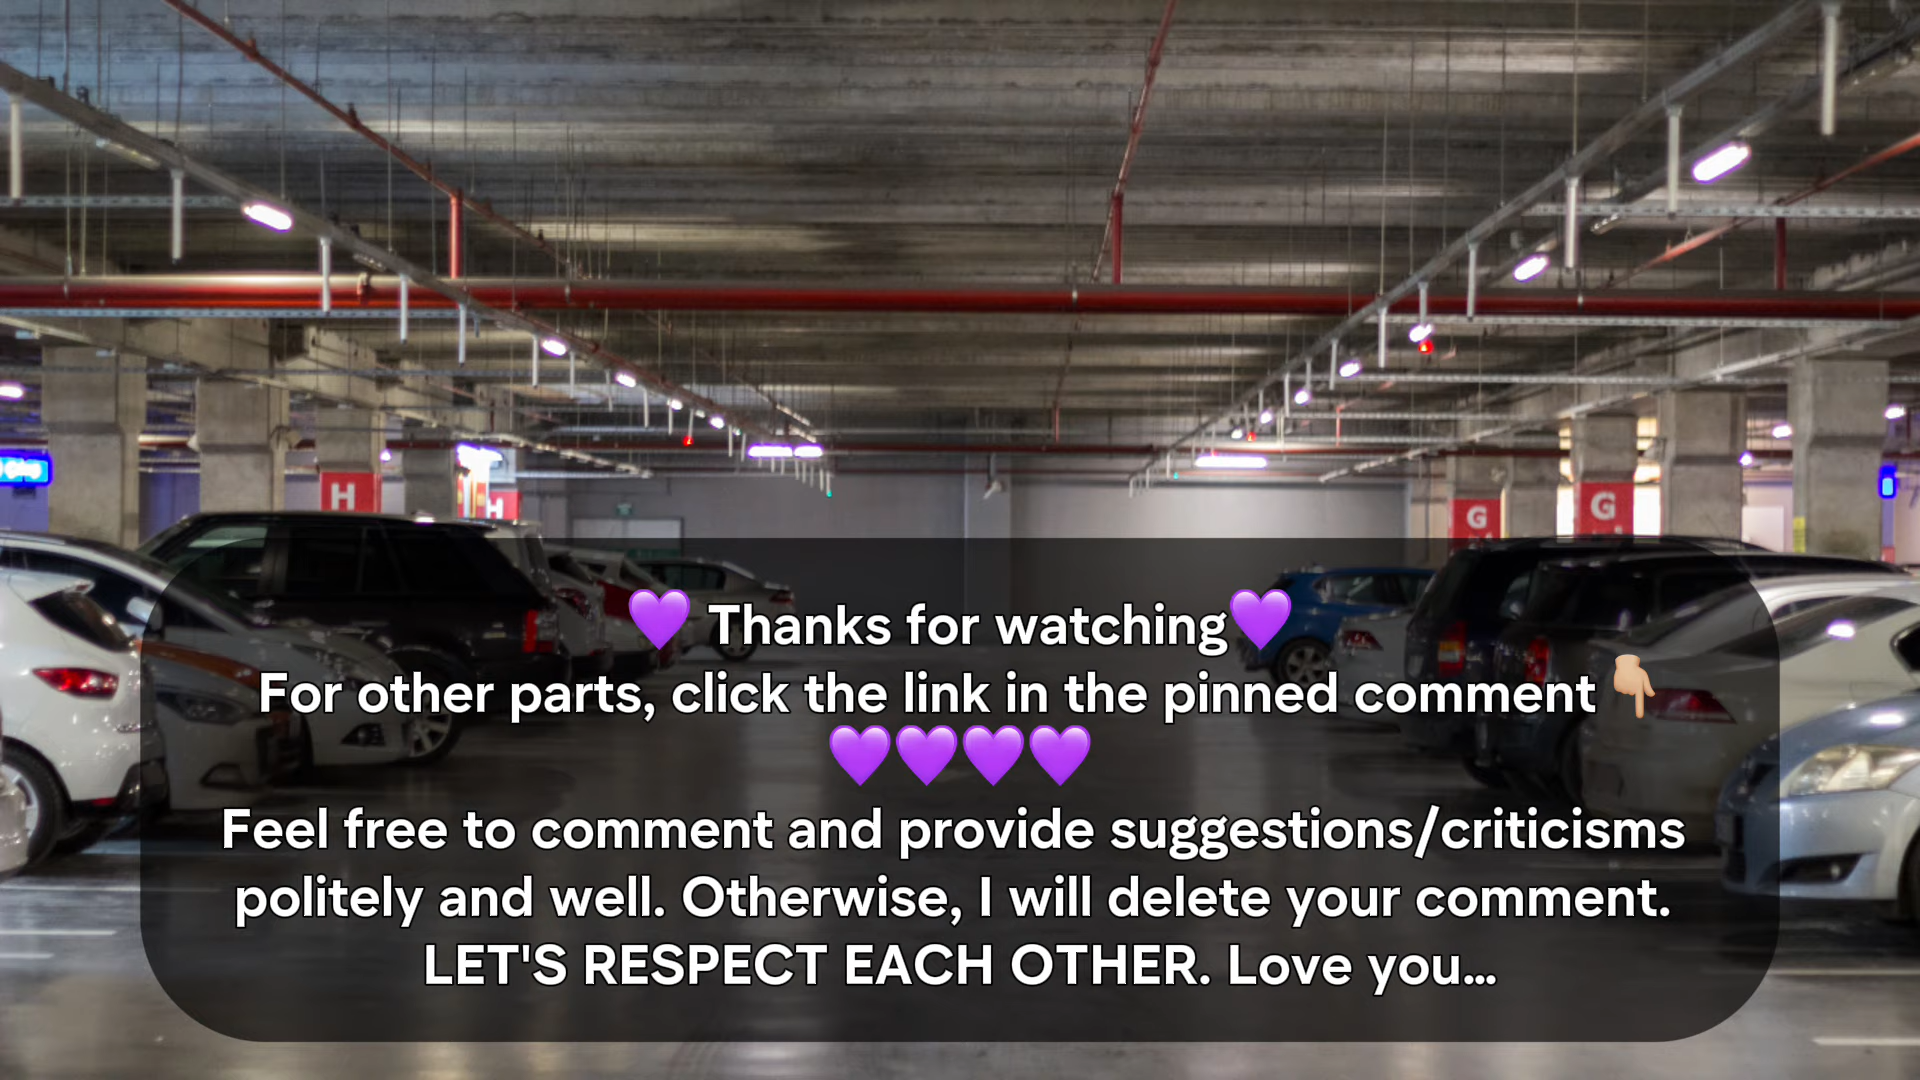 H
H
G
G
💜 Thanks for watching💜
For other parts, click the link in the pinned comment👇🏼
💜💜💜💜
Feel free to comment and provide suggestions/criticisms
politely and well. Otherwise, I will delete your comment.
LET'S RESPECT EACH OTHER. Love you...